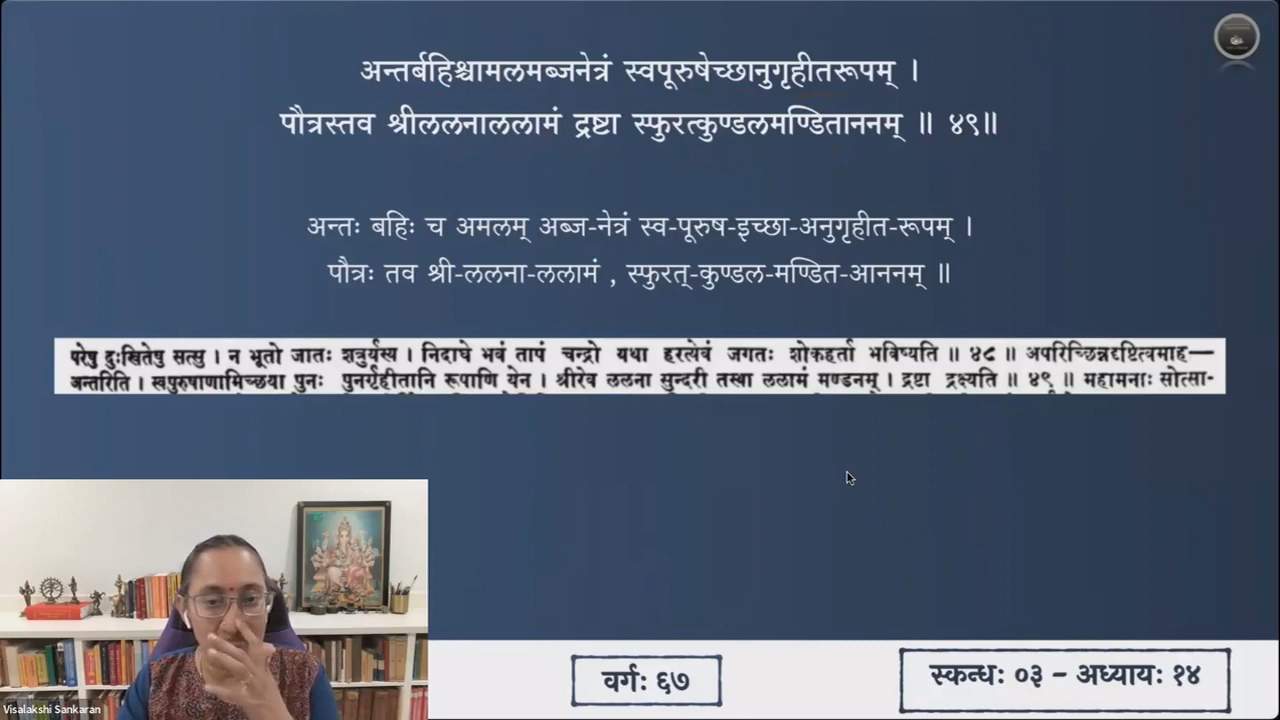 अन्तर्बहिश्चामलमब्जनेत्रं स्वपूरुषेच्छानुगृहीतरूपम् ।
पौत्रस्तव श्रीललनाललामं द्रष्टा स्फुरत्कुण्डलमण्डिताननम् ॥ ४९॥
अन्तः बहिः च अमलम् अब्ज-नेत्रं स्व-पूरुष-इच्छा-अनुगृहीत-रूपम् ।
पौत्रः तव श्री-ललना-ललामं , स्फुरत्-कुण्डल-मण्डित-आननम् ॥
परेषु दुःखितेषु सत्सु । न भूतो जातः शत्रुर्यस्य । निदाघे भवं तापं चन्द्रो यथा हरत्येवं जगतः शोकहर्ता भविष्यति ॥ ४८ ॥ अपरिच्छिन्नदृष्टित्वमाह—
अन्तरिति । स्वपुरुषाणामिच्छया पुनः पुनर्गृहीतानि रूपाणि येन । श्रीरेव ललना सुन्दरी तस्या ललामं मण्डनम् । द्रष्टा द्रक्ष्यति ॥ ४९ ॥ महामनाः सोत्सा-
Visalakshi Sankaran
वर्गः ६७
स्कन्धः ०३ – अध्यायः १४